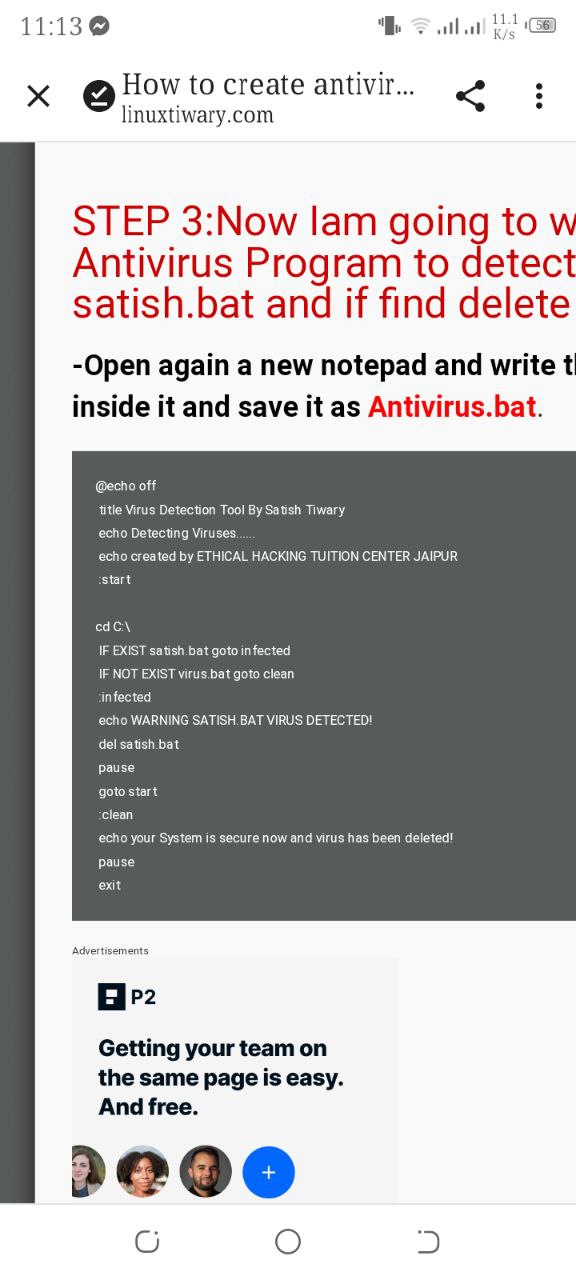 11:13
11.1
K/s
56
How to create antivir...
linuxtiwary.com
STEP 3:Now Iam going to w
Antivirus Program to detect
satish.bat and if find delete
-Open again a new notepad and write th
inside it and save it as Antivirus.bat.
@echo off
title Virus Detection Tool By Satish Tiwary
echo Detecting Viruses......
echo created by ETHICAL HACKING TUITION CENTER JAIPUR
:start
cd C:\
IF EXIST satish.bat goto infected
IF NOT EXIST virus.bat goto clean
:infected
echo WARNING SATISH.BAT VIRUS DETECTED!
del satish.bat
pause
goto start
:clean
echo your System is secure now and virus has been deleted!
pause
exit
Advertisements
P2
Getting your team on
the same page is easy.
And free.